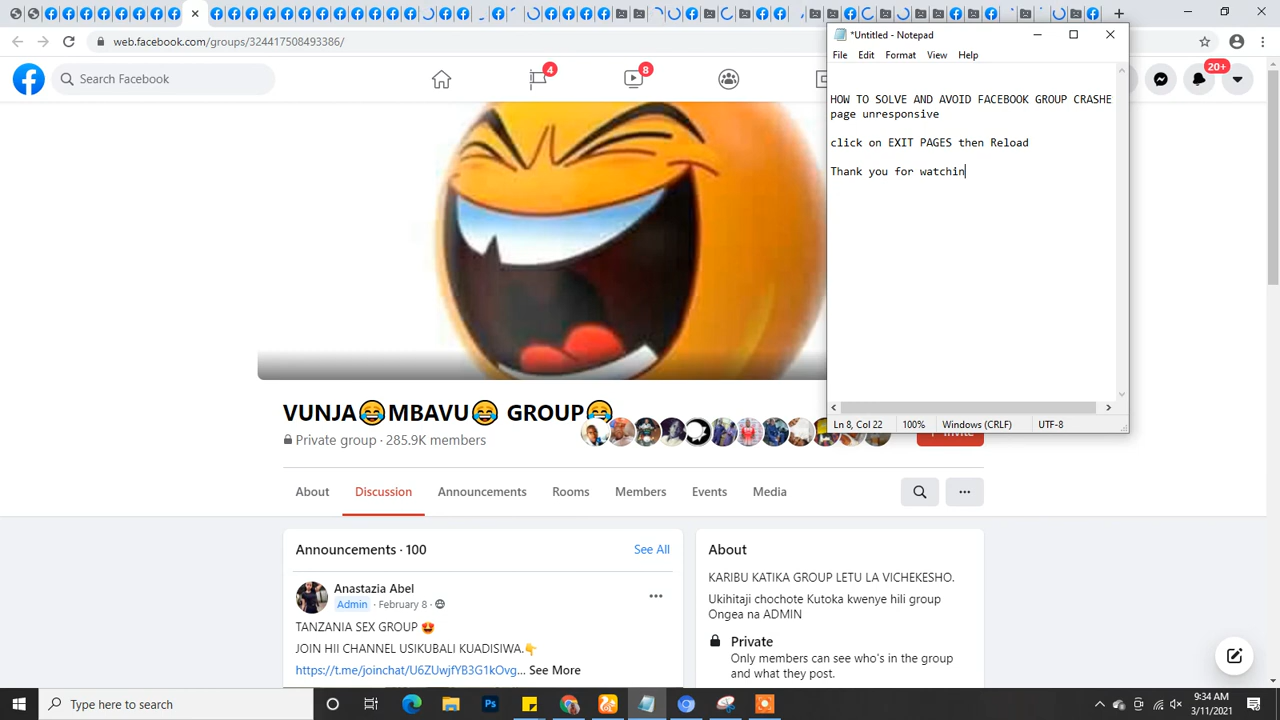 web.facebook.com/groups/324417508493386/
Search Facebook
4
8
20+
*Untitled - Notepad
File Edit Format View Help
HOW TO SOLVE AND AVOID FACEBOOK GROUP CRASHE
page unresponsive
click on EXIT PAGES then Reload
Thank you for watchin
Ln 8, Col 22 100% Windows (CRLF) UTF-8
VUNJA😂MBAVU😂 GROUP😂
Private group · 285.9K members
Invite
About Discussion Announcements Rooms Members Events Media
Announcements · 100
See All
Anastazia Abel
Admin · February 8 ·
TANZANIA SEX GROUP 😍
JOIN HII CHANNEL USIKUBALI KUADISIWA.👇
https://t.me/joinchat/U6ZUwjfYB3G1kOvg... See More
About
KARIBU KATIKA GROUP LETU LA VICHEKESHO.
Ukihitaji chochote Kutoka kwenye hili group
Ongea na ADMIN
Private
Only members can see who's in the group
and what they post.
Type here to search
9:34 AM
3/11/2021